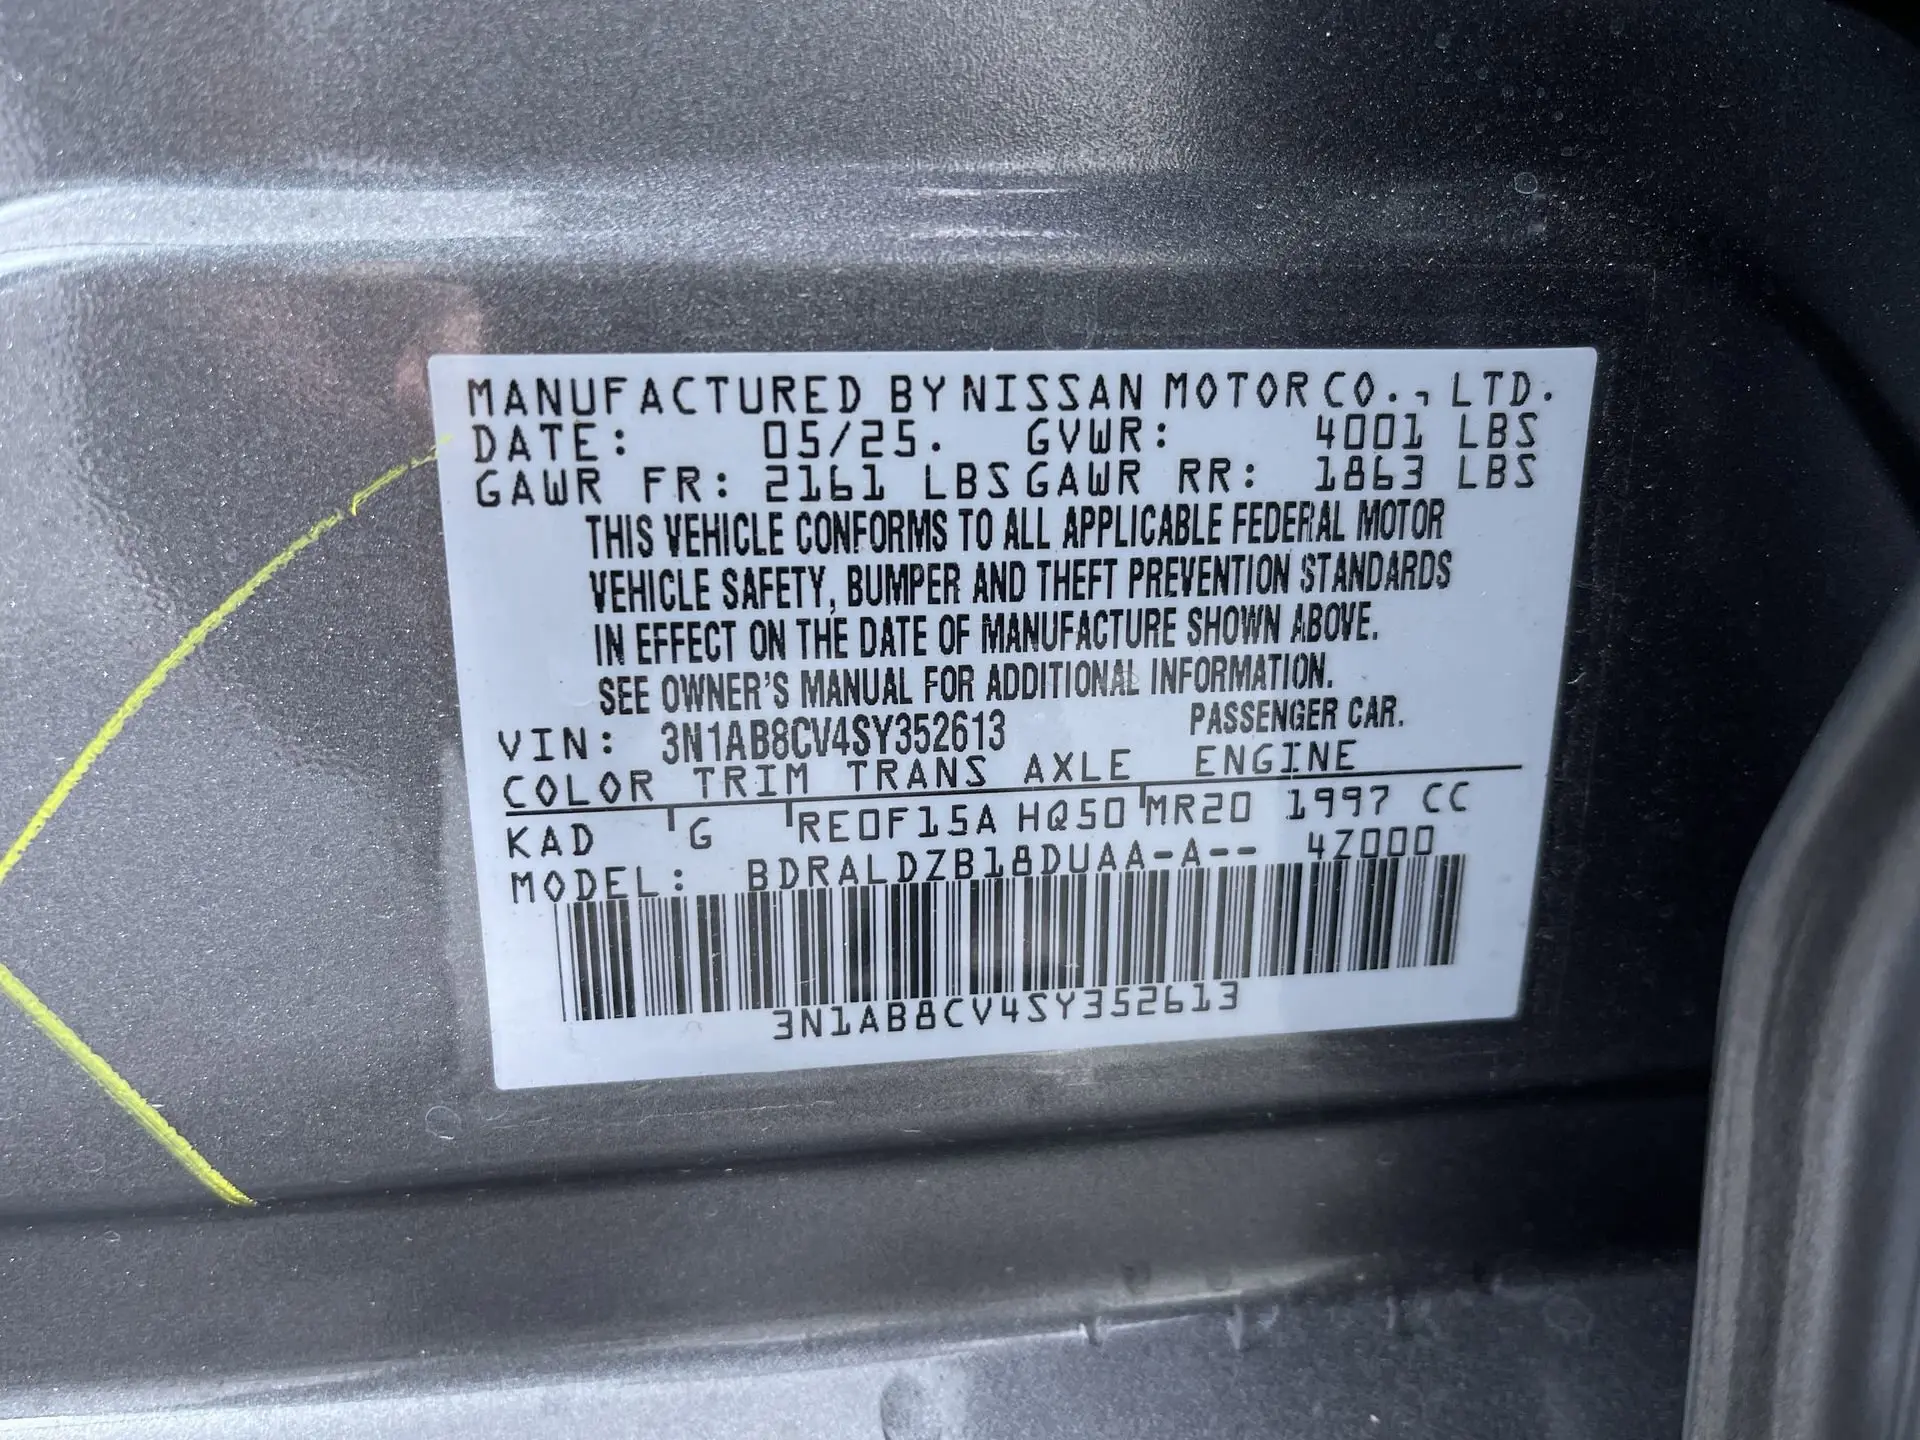 MANUFACTURED BY NISSAN MOTOR CO., LTD.
DATE: 05/25. GVWR: 4001 LBS
GAWR FR: 2161 LBS GAWR RR: 1863 LBS
THIS VEHICLE CONFORMS TO ALL APPLICABLE FEDERAL MOTOR
VEHICLE SAFETY, BUMPER AND THEFT PREVENTION STANDARDS
IN EFFECT ON THE DATE OF MANUFACTURE SHOWN ABOVE.
SEE OWNER'S MANUAL FOR ADDITIONAL INFORMATION.
VIN: 3N1AB8CV4SY352613 PASSENGER CAR.
COLOR TRIM TRANS AXLE ENGINE
KAD G RE0F15A HQ50 MR20 1997 CC
MODEL: BDRALDZB18DUAA-A-- 4Z000
3N1AB8CV4SY352613